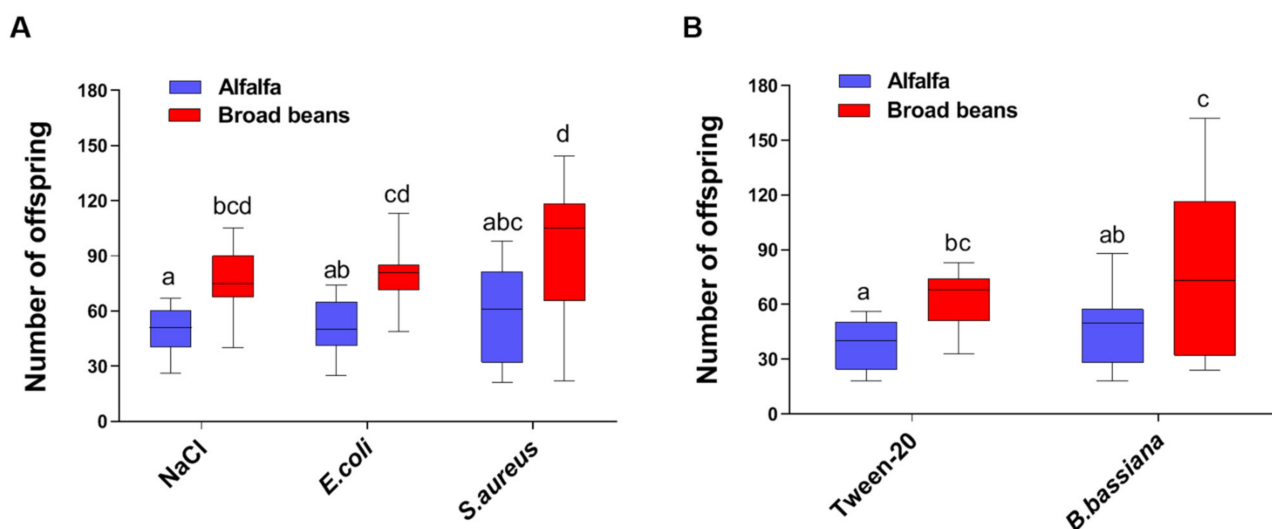 A
Number of offspring
180
150
120
90
60
30
0
Alfalfa
Broad beans
a
bcd
ab
cd
abc
d
NaCl
E.coli
S.aureus
B
Number of offspring
180
150
120
90
60
30
0
Alfalfa
Broad beans
a
bc
ab
c
Tween-20
B.bassiana